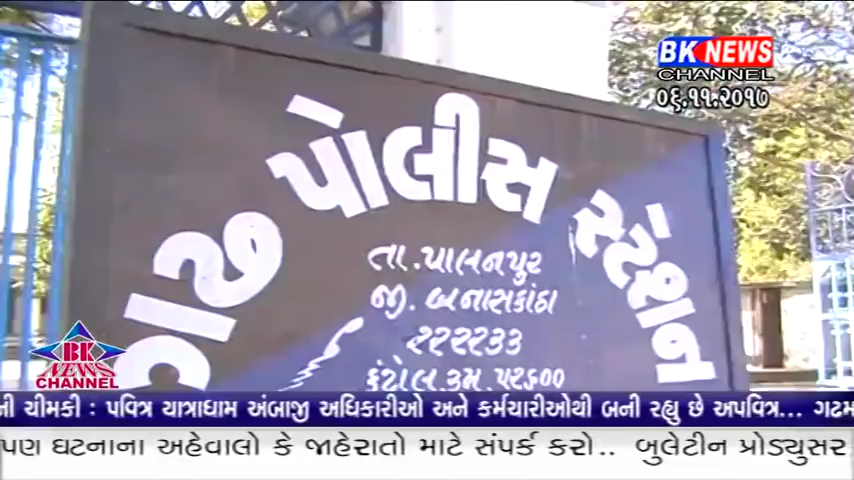 BK NEWS
CHANNEL
૦૬.૧૧.૨૦૧૭
પોલીસ સ્ટેશન
તા.પાલનપુર
જી. બનાસકાંઠા
૨૨૨૨૩૩
કંટ્રોલ.રૂમ.૫૨૬૦૦
BK
NEWS
CHANNEL
ની ચીમકી : પવિત્ર યાત્રાધામ અંબાજી અધિકારીઓ અને કર્મચારીઓથી બની રહ્યુ છે અપવિત્ર...
પણ ઘટનાના અહેવાલો કે જાહેરાતો માટે સંપર્ક કરો.. બુલેટીન પ્રોડ્યુસર